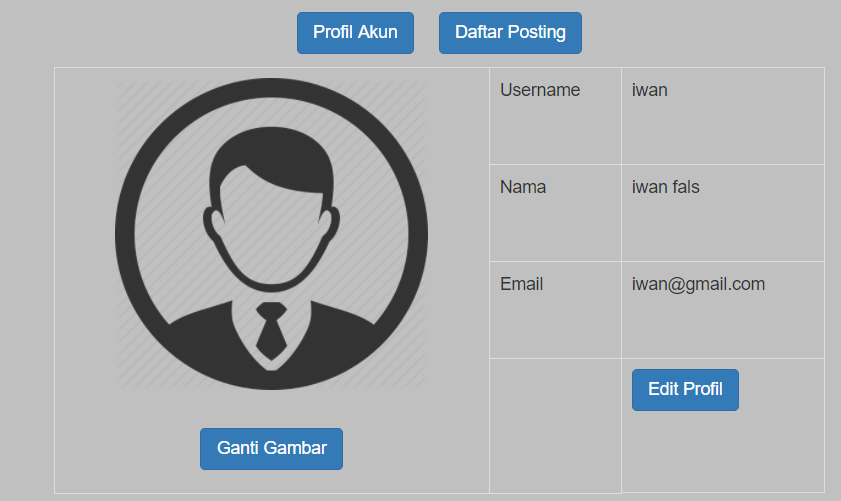 Profil Akun
Daftar Posting
Username
iwan
Nama
iwan fals
Email
iwan@gmail.com
Edit Profil
Ganti Gambar